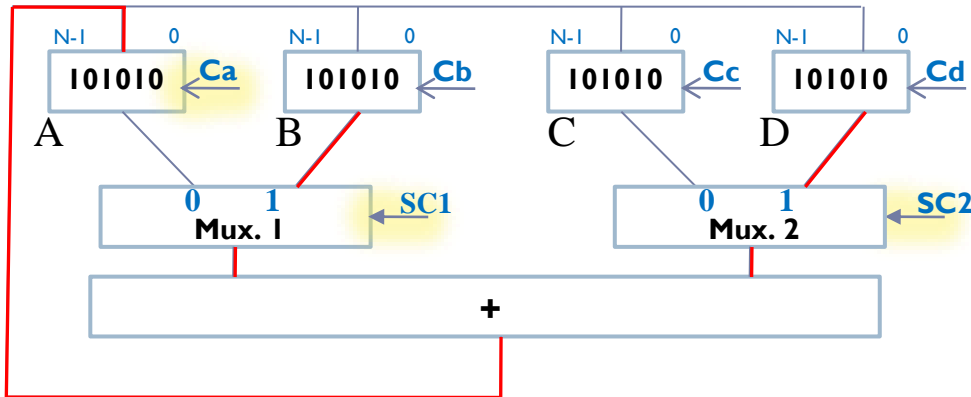 N-1 0 N-1 0 N-1 0 N-1 0
101010 Ca 101010 Cb 101010 Cc 101010 Cd
A B C D
0 1 SC1 0 1 SC2
Mux. 1 Mux. 2
+